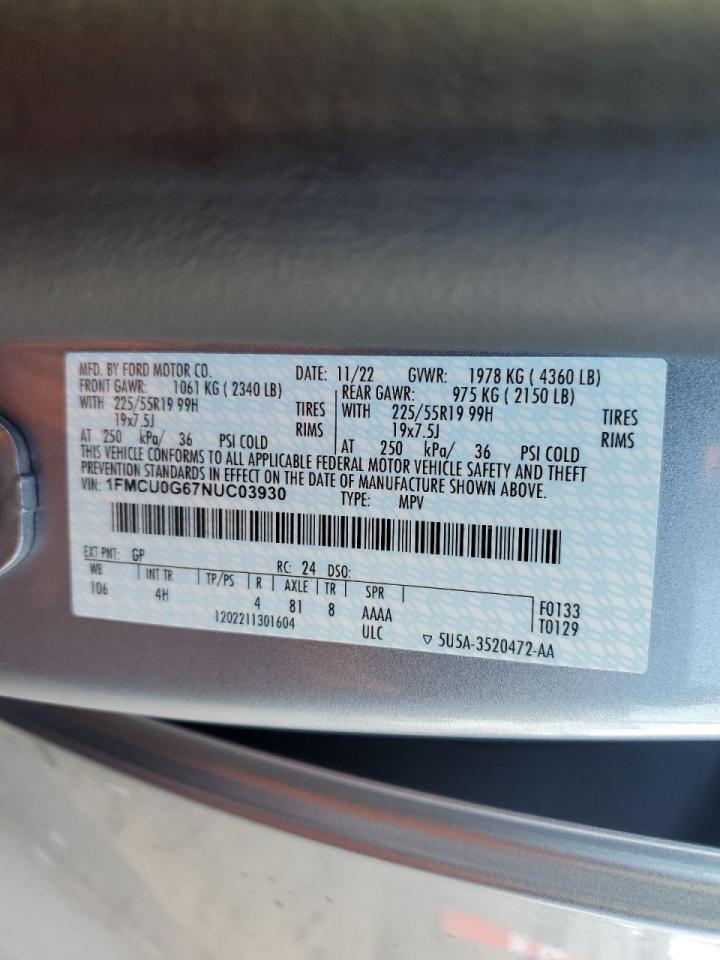 MFD. BY FORD MOTOR CO.
DATE: 11/22 GVWR: 1978 KG ( 4360 LB)
FRONT GAWR: 1061 KG ( 2340 LB)
WITH 225/55R19 99H TIRES
19x7.5J RIMS
AT 250 kPa/ 36 PSI COLD
REAR GAWR: 975 KG ( 2150 LB)
WITH 225/55R19 99H TIRES
19x7.5J RIMS
AT 250 kPa/ 36 PSI COLD
THIS VEHICLE CONFORMS TO ALL APPLICABLE FEDERAL MOTOR VEHICLE SAFETY AND THEFT
PREVENTION STANDARDS IN EFFECT ON THE DATE OF MANUFACTURE SHOWN ABOVE.
VIN: 1FMCU0G67NUC03930
TYPE: MPV
EXT PNT: GP RC: 24 DSO:
WB INT TR TP/PS R AXLE TR SPR
106 4H 4 81 8 AAAA
1202211301604 ULC
F0133
T0129
5U5A-3520472-AA